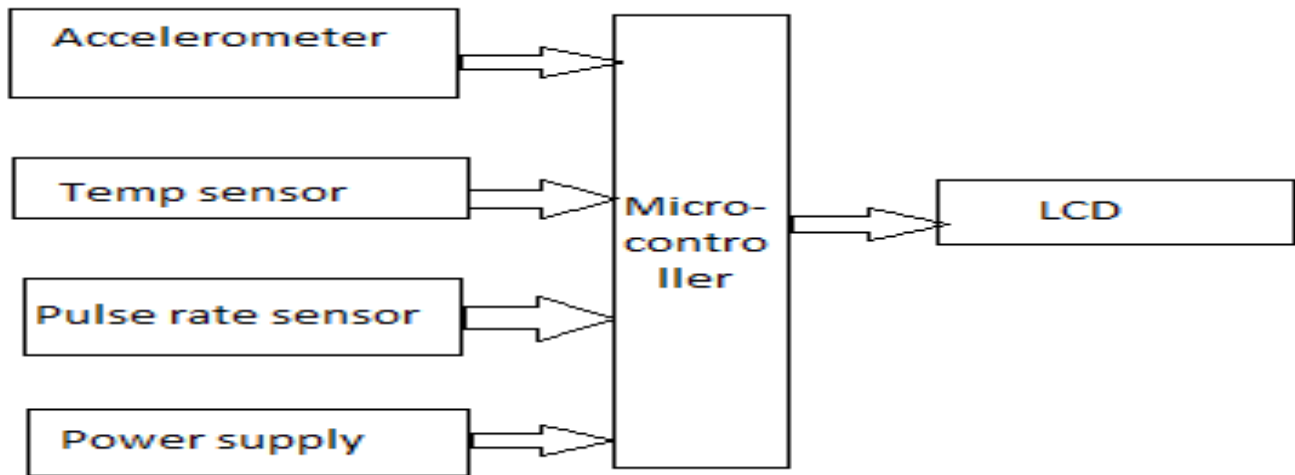 Accelerometer
Temp sensor
Pulse rate sensor
Power supply
Micro-
contro
ller
LCD